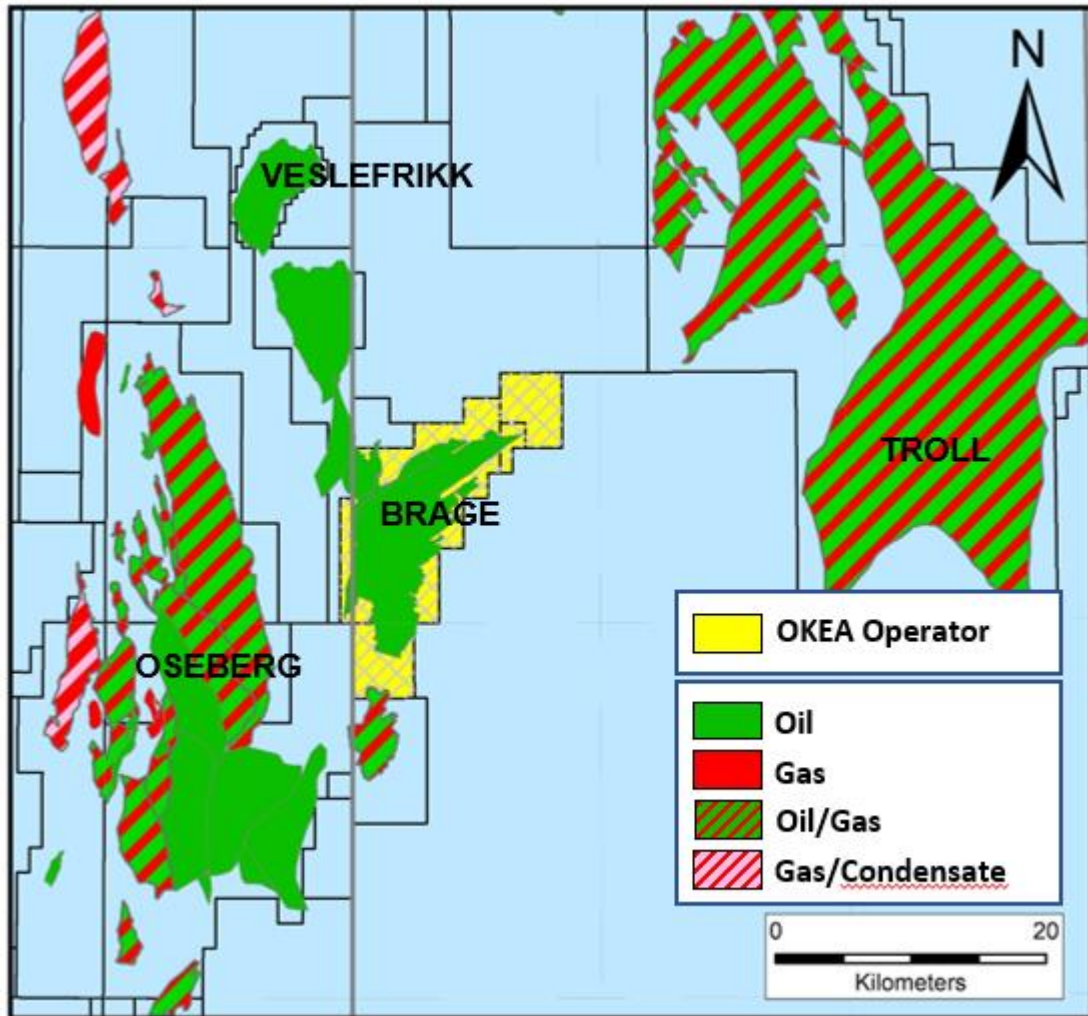 N
VESLEFRIKK
TROLL
BRAGE
OSEBERG
OKEA Operator
Oil
Gas
Oil/Gas
Gas/Condensate
0 20
Kilometers